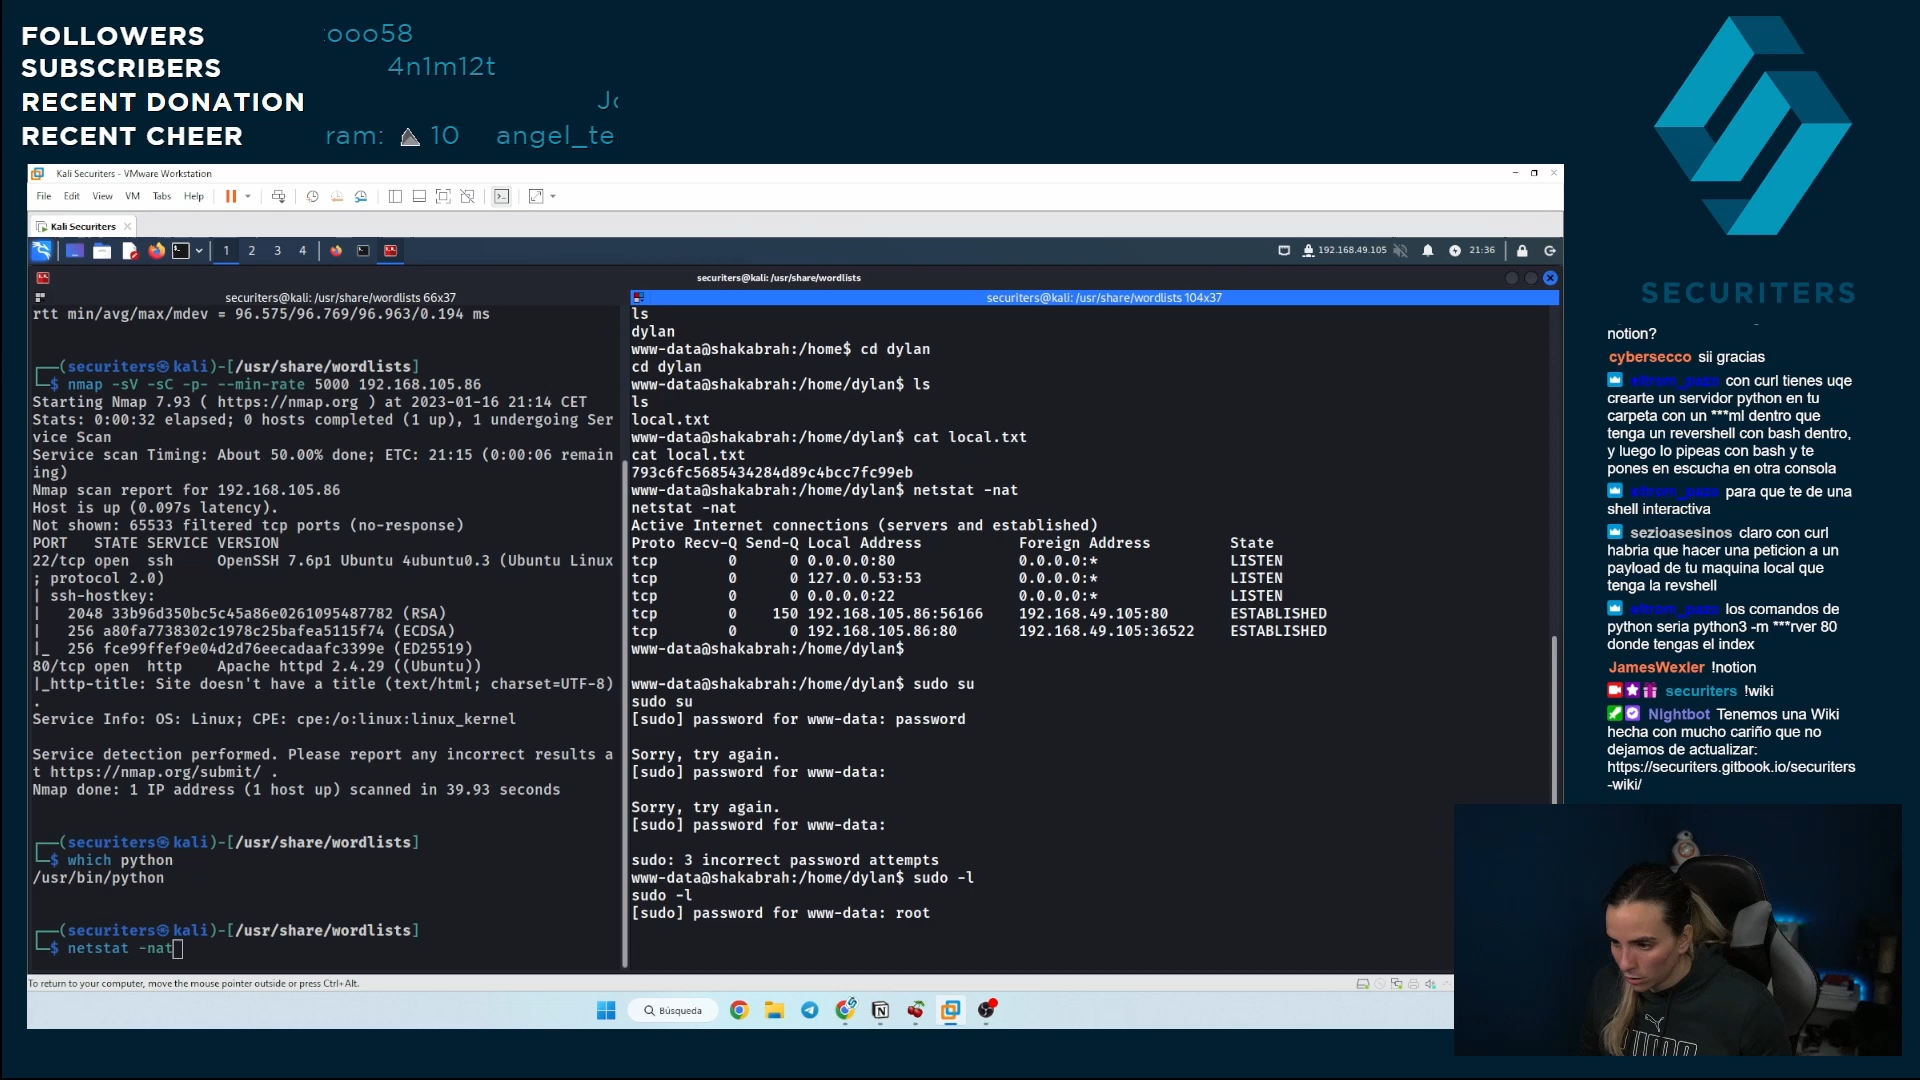 FOLLOWERS
SUBSCRIBERS
RECENT DONATION
RECENT CHEER
:ooo58
4n1m12t
ram: 10 angel_te
SECURITERS
Kali Securiters - VMware Workstation
File Edit View VM Tabs Help
Kali Securiters
1 2 3 4
192.168.49.105
21:36
securiters@kali: /usr/share/wordlists
securiters@kali: /usr/share/wordlists 66x37
rtt min/avg/max/mdev = 96.575/96.769/96.963/0.194 ms
(securiters㉿kali)-[/usr/share/wordlists]
$ nmap -sV -sC -p- --min-rate 5000 192.168.105.86
Starting Nmap 7.93 ( https://nmap.org ) at 2023-01-16 21:14 CET
Stats: 0:00:32 elapsed; 0 hosts completed (1 up), 1 undergoing Ser
vice Scan
Service scan Timing: About 50.00% done; ETC: 21:15 (0:00:06 remain
ing)
Nmap scan report for 192.168.105.86
Host is up (0.097s latency).
Not shown: 65533 filtered tcp ports (no-response)
PORT STATE SERVICE VERSION
22/tcp open ssh OpenSSH 7.6p1 Ubuntu 4ubuntu0.3 (Ubuntu Linux
; protocol 2.0)
| ssh-hostkey:
| 2048 33b96d350bc5c45a86e0261095487782 (RSA)
| 256 a80fa7738302c1978c25bafea5115f74 (ECDSA)
|_ 256 fce99ffef9e04d2d76eecadaafc3399e (ED25519)
80/tcp open http Apache httpd 2.4.29 ((Ubuntu))
|_http-title: Site doesn't have a title (text/html; charset=UTF-8)
.
Service Info: OS: Linux; CPE: cpe:/o:linux:linux_kernel
Service detection performed. Please report any incorrect results a
t https://nmap.org/submit/ .
Nmap done: 1 IP address (1 host up) scanned in 39.93 seconds
(securiters㉿kali)-[/usr/share/wordlists]
$ which python
/usr/bin/python
(securiters㉿kali)-[/usr/share/wordlists]
$ netstat -nat
securiters@kali: /usr/share/wordlists 104x37
ls
dylan
www-data@shakabrah:/home$ cd dylan
cd dylan
www-data@shakabrah:/home/dylan$ ls
ls
local.txt
www-data@shakabrah:/home/dylan$ cat local.txt
cat local.txt
793c6fc5685434284d89c4bcc7fc99eb
www-data@shakabrah:/home/dylan$ netstat -nat
netstat -nat
Active Internet connections (servers and established)
Proto Recv-Q Send-Q Local Address Foreign Address State
tcp 0 0 0.0.0.0:80 0.0.0.0:* LISTEN
tcp 0 0 127.0.0.53:53 0.0.0.0:* LISTEN
tcp 0 0 0.0.0.0:22 0.0.0.0:* LISTEN
tcp 0 150 192.168.105.86:56166 192.168.49.105:80 ESTABLISHED
tcp 0 0 192.168.105.86:80 192.168.49.105:36522 ESTABLISHED
www-data@shakabrah:/home/dylan$
www-data@shakabrah:/home/dylan$ sudo su
sudo su
[sudo] password for www-data: password
Sorry, try again.
[sudo] password for www-data:
Sorry, try again.
[sudo] password for www-data:
sudo: 3 incorrect password attempts
www-data@shakabrah:/home/dylan$ sudo -l
sudo -l
[sudo] password for www-data: root
To return to your computer, move the mouse pointer outside or press Ctrl+Alt.
Búsqueda
notion?
cybersecco sii gracias
con curl tienes uqe
crearte un servidor python en tu
carpeta con un ***ml dentro que
tenga un revershell con bash dentro,
y luego lo pipeas con bash y te
pones en escucha en otra consola
para que te de una
shell interactiva
sezioasesinos claro con curl
habria que hacer una peticion a un
payload de tu maquina local que
tenga la revshell
los comandos de
python seria python3 -m ***rver 80
donde tengas el index
JamesWexler !notion
securiters !wiki
Nightbot Tenemos una Wiki
hecha con mucho cariño que no
dejamos de actualizar:
https://securiters.gitbook.io/securiters
-wiki/